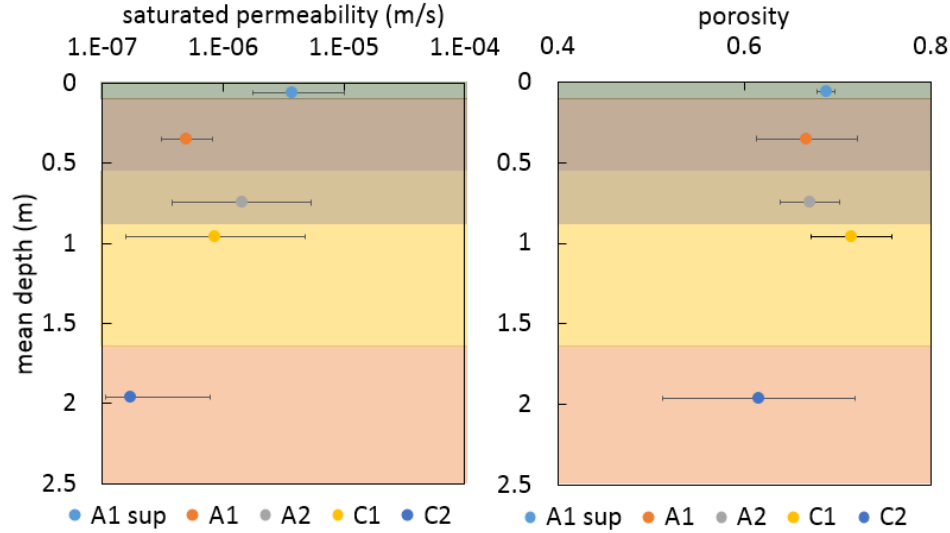 saturated permeability (m/s)
1.E-07 1.E-06 1.E-05 1.E-04
0
0.5
1
1.5
2
2.5
mean depth (m)
A1 sup A1 A2 C1 C2
porosity
0.4 0.6 0.8
0
0.5
1
1.5
2
2.5
A1 sup A1 A2 C1 C2